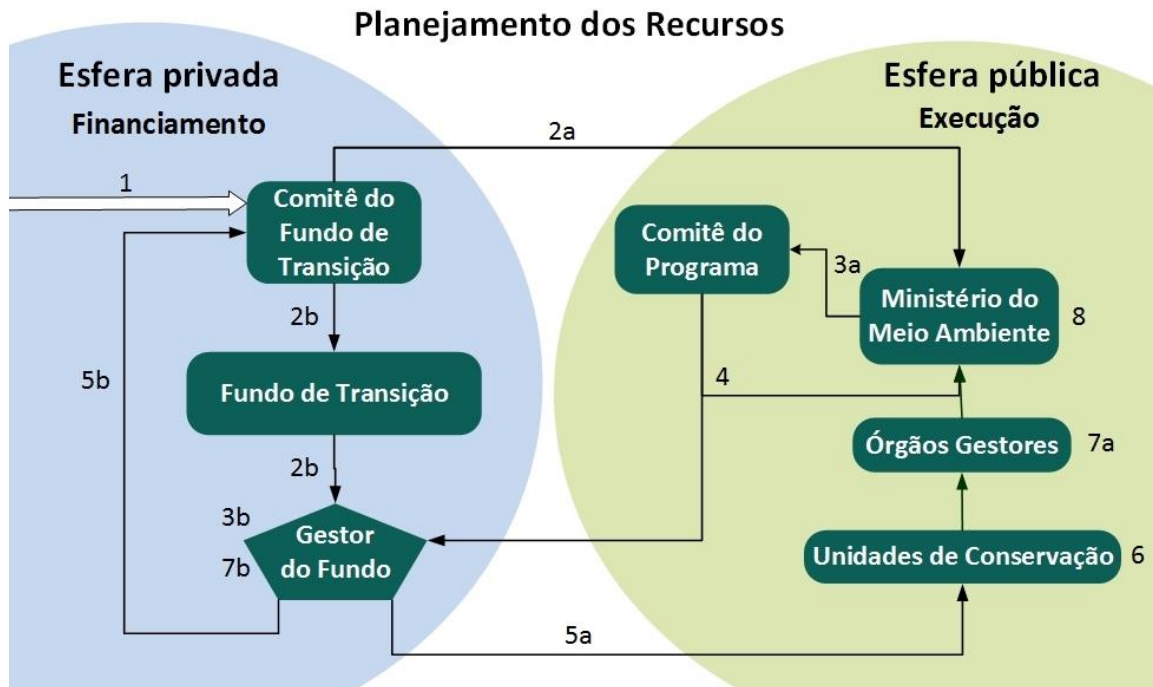 Planejamento dos Recursos
Esfera privada
Financiamento
Esfera pública
Execução
1
2a
Comitê do
Fundo de
Transição
Comitê do
Programa
3a
Ministério do
Meio Ambiente
8
2b
5b
Fundo de Transição
4
Órgãos Gestores
7a
2b
3b
7b
Gestor
do Fundo
Unidades de Conservação
6
5a